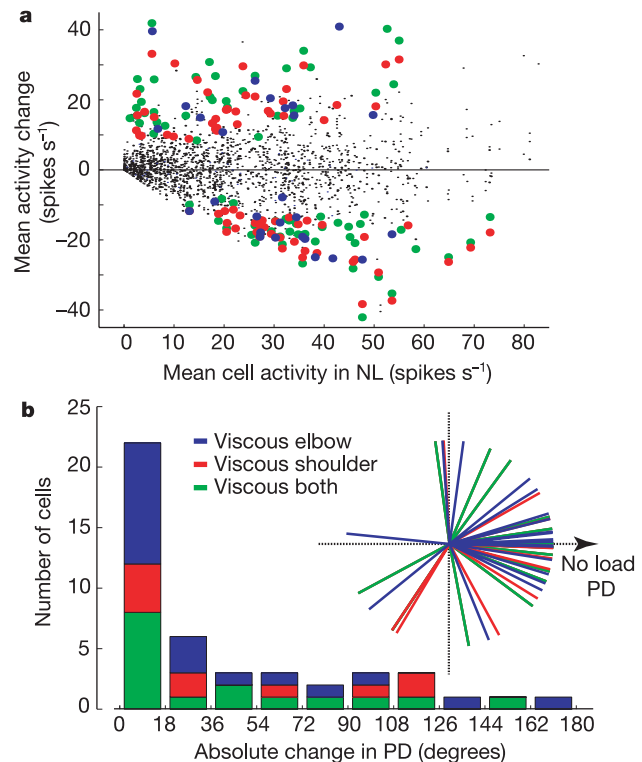 a
40
20
0
−20
−40
Mean activity change
(spikes s⁻¹)
0 10 20 30 40 50 60 70 80
Mean cell activity in NL (spikes s⁻¹)
b
25
20
15
10
5
0
Number of cells
Viscous elbow
Viscous shoulder
Viscous both
No load
PD
0 18 36 54 72 90 108 126 144 162 180
Absolute change in PD (degrees)